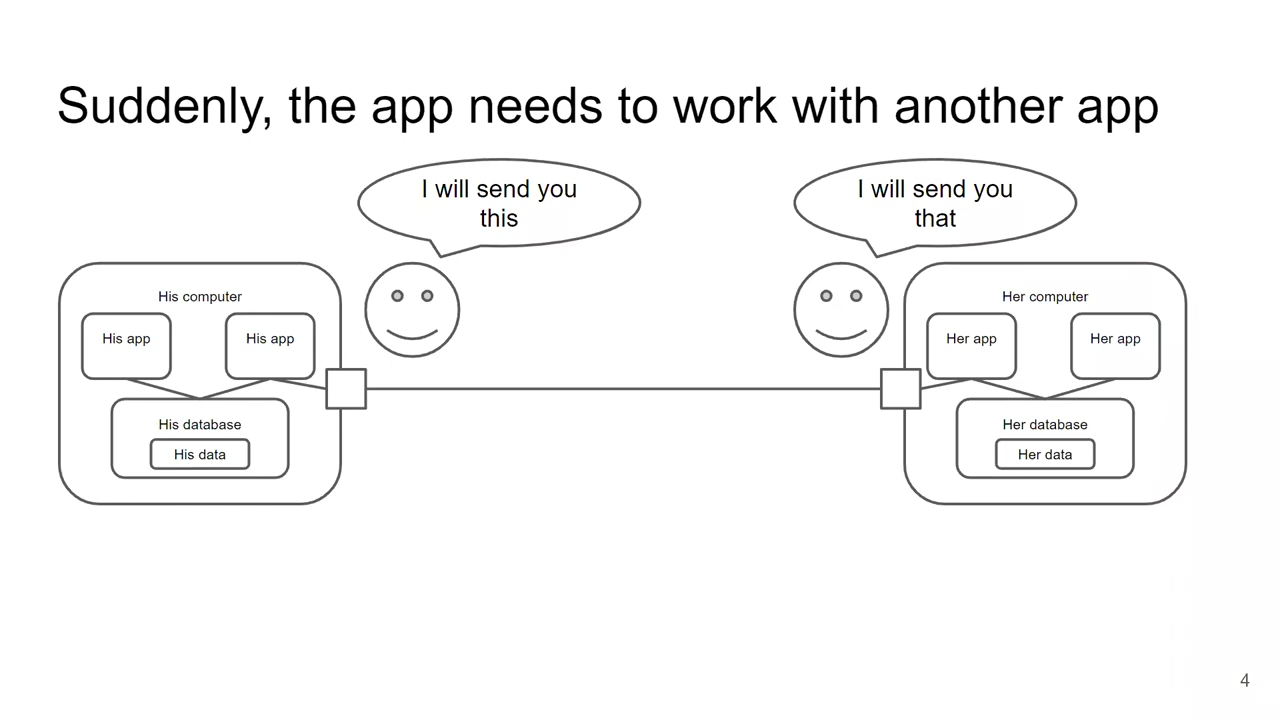 Suddenly, the app needs to work with another app
I will send you
this
I will send you
that
His computer
His app
His app
His database
His data
Her computer
Her app
Her app
Her database
Her data
4